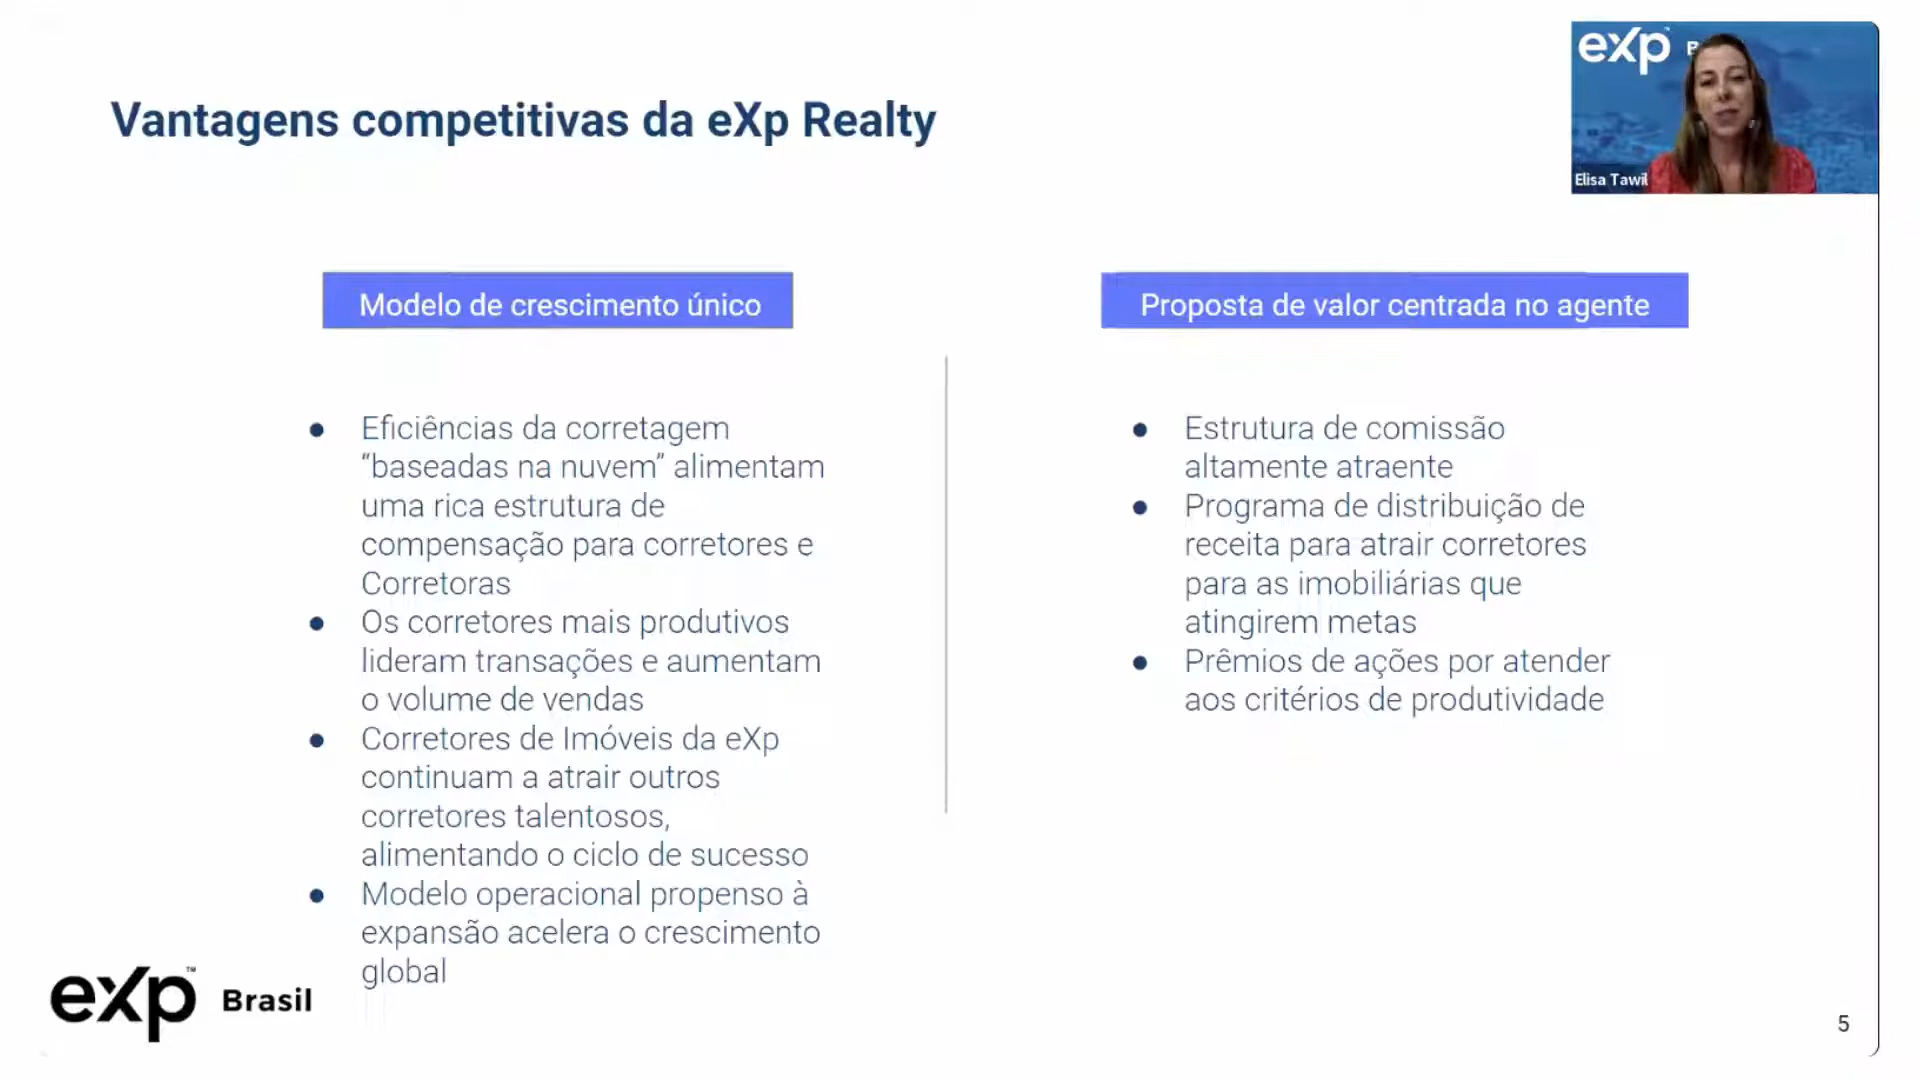 eXp B
Elisa Tawil
Vantagens competitivas da eXp Realty
Modelo de crescimento único
Eficiências da corretagem
“baseadas na nuvem” alimentam
uma rica estrutura de
compensação para corretores e
Corretoras
Os corretores mais produtivos
lideram transações e aumentam
o volume de vendas
Corretores de Imóveis da eXp
continuam a atrair outros
corretores talentosos,
alimentando o ciclo de sucesso
Modelo operacional propenso à
expansão acelera o crescimento
global
Proposta de valor centrada no agente
Estrutura de comissão
altamente atraente
Programa de distribuição de
receita para atrair corretores
para as imobiliárias que
atingirem metas
Prêmios de ações por atender
aos critérios de produtividade
eXp™ Brasil
5